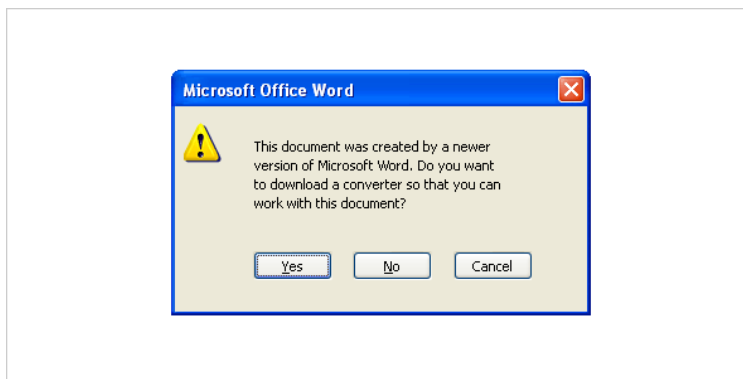 Microsoft Office Word
This document was created by a newer
version of Microsoft Word. Do you want
to download a converter so that you can
work with this document?
Yes
No
Cancel